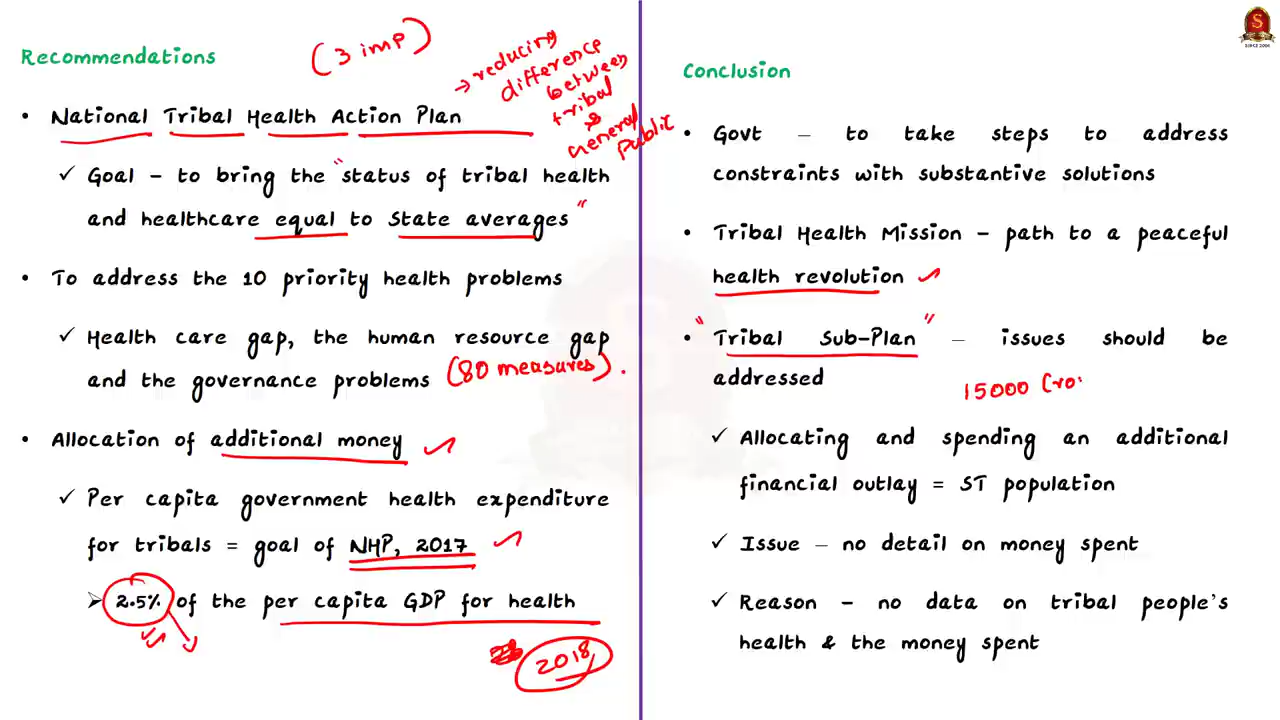 Recommendations
(3 imp)
→ reducing
difference
between
tribal
&
General
Public
• National Tribal Health Action Plan
✓ Goal - to bring the "status of tribal health
and healthcare equal to State averages"
• To address the 10 priority health problems
✓ Health care gap, the human resource gap
and the governance problems (80 measures).
• Allocation of additional money
✓ Per capita government health expenditure
for tribals = goal of NHP, 2017
➢ 2.5% of the per capita GDP for health
2018
S
SINCE 2004
Conclusion
• Govt – to take steps to address
constraints with substantive solutions
• Tribal Health Mission - path to a peaceful
health revolution
• "Tribal Sub-Plan" – issues should be
addressed
15000 Cro
✓ Allocating and spending an additional
financial outlay = ST population
✓ Issue – no detail on money spent
✓ Reason - no data on tribal people's
health & the money spent